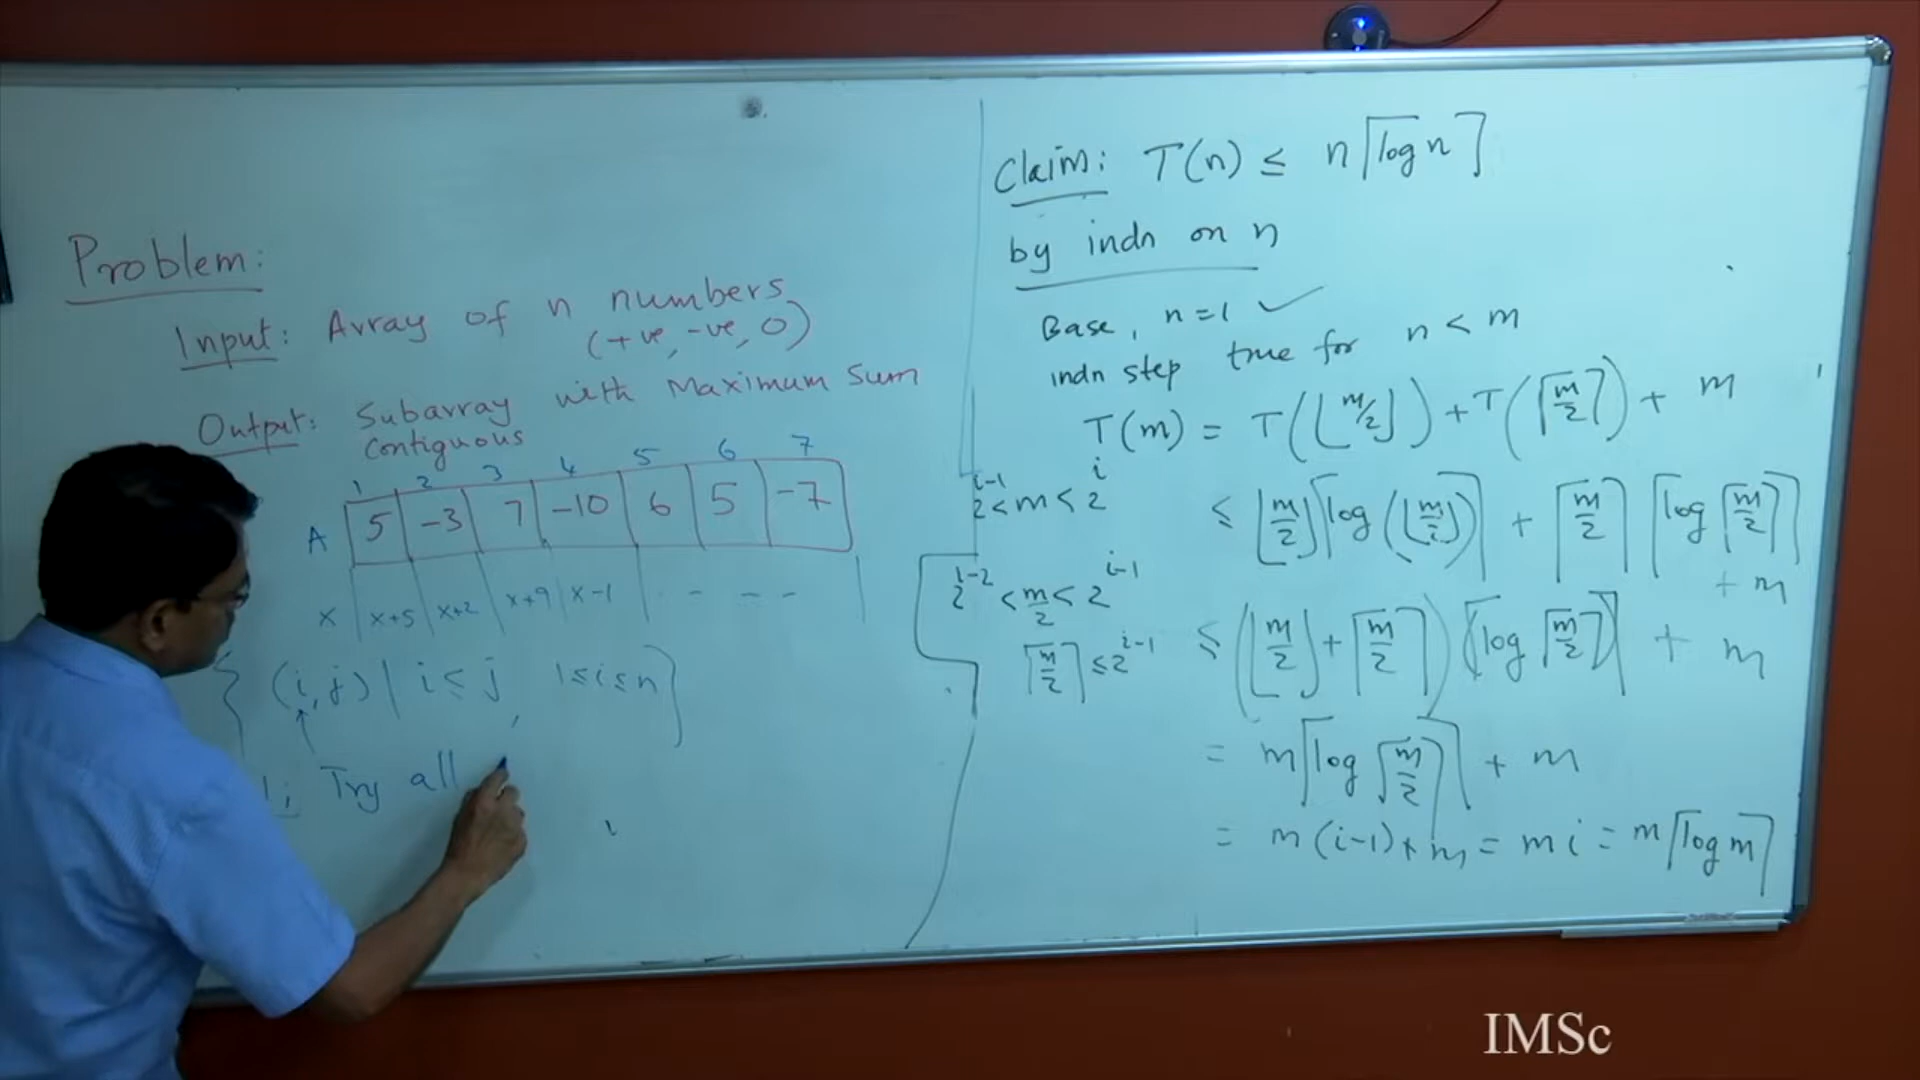 Problem:
Input: Array of n numbers
(+ve, -ve, 0)
Output: Subarray with Maximum Sum
Contiguous
1 2 3 4 5 6 7
A 5 -3 7 -10 6 5 -7
x x+5 x+2 x+9 x-1 - - -
{ (i, j) | i ≤ j, 1≤i≤n }
1: Try all
Claim: T(n) ≤ n⌈log n⌉
by indn on n
Base, n=1 ✓
indn step true for n < m
T(m) = T(⌊m/2⌋) + T(⌈m/2⌉) + m
2^{i-1} < m < 2^i
≤ ⌊m/2⌋⌈log(⌊m/2⌋)⌉ + ⌈m/2⌉⌈log⌈m/2⌉⌉
+ m
2^{i-2} < m/2 < 2^{i-1}
⌈m/2⌉ ≤ 2^{i-1}
≤ (⌊m/2⌋ + ⌈m/2⌉)(⌈log⌈m/2⌉⌉) + m
= m⌈log⌈m/2⌉⌉ + m
= m(i-1)+m = mi = m⌈log m⌉
IMSc